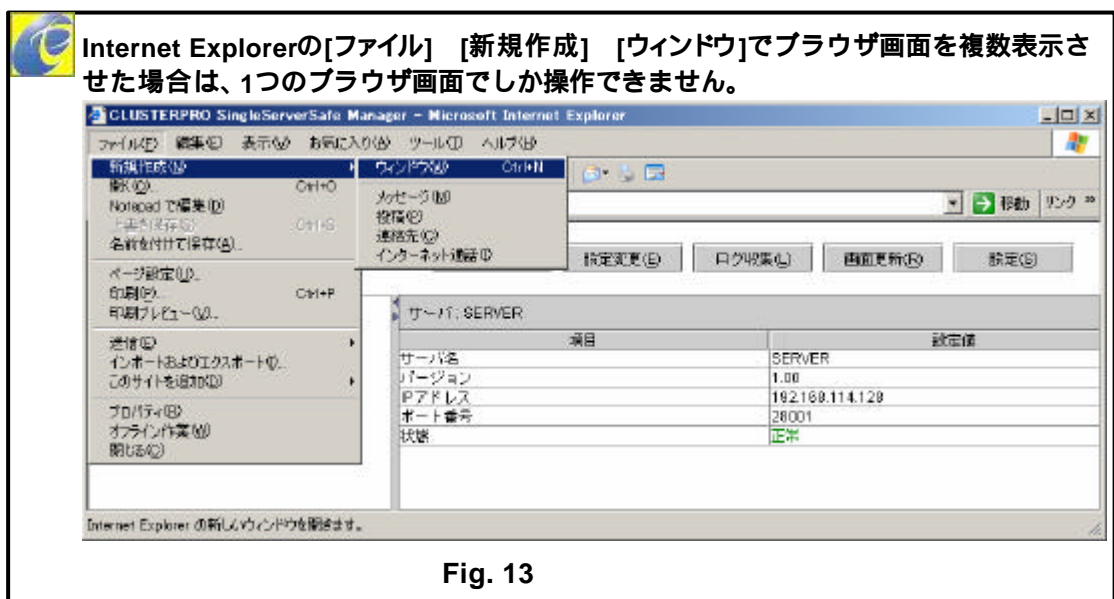 Internet Explorerの[ファイル] [新規作成] [ウィンドウ]でブラウザ画面を複数表示さ
せた場合は、1つのブラウザ画面でしか操作できません。
CLUSTERPRO SingleServerSafe Manager - Microsoft Internet Explorer
ファイル(F) 編集(E) 表示(V) お気に入り(A) ツール(T) ヘルプ(H)
新規作成(N)
開く(O)... Ctrl+O
Notepad で編集(D)
上書き保存(S) Ctrl+S
名前を付けて保存(A)...
ページ設定(U)...
印刷(P)... Ctrl+P
印刷プレビュー(V)...
送信(E)
インポートおよびエクスポート(I)...
このサイトを追加(D)
プロパティ(R)
オフライン作業(W)
閉じる(C)
ウィンドウ(W) Ctrl+N
メッセージ(M)
投稿(P)
連絡先(C)
インターネット通話(I)
移動 リンク »
設定変更(E) ログ収集(L) 画面更新(R) 設定(S)
サーバ: SERVER
項目 設定値
サーバ名 SERVER
バージョン 1.00
IPアドレス 192.168.114.128
ポート番号 28001
状態 正常
Internet Explorer の新しいウィンドウを開きます。
Fig. 13